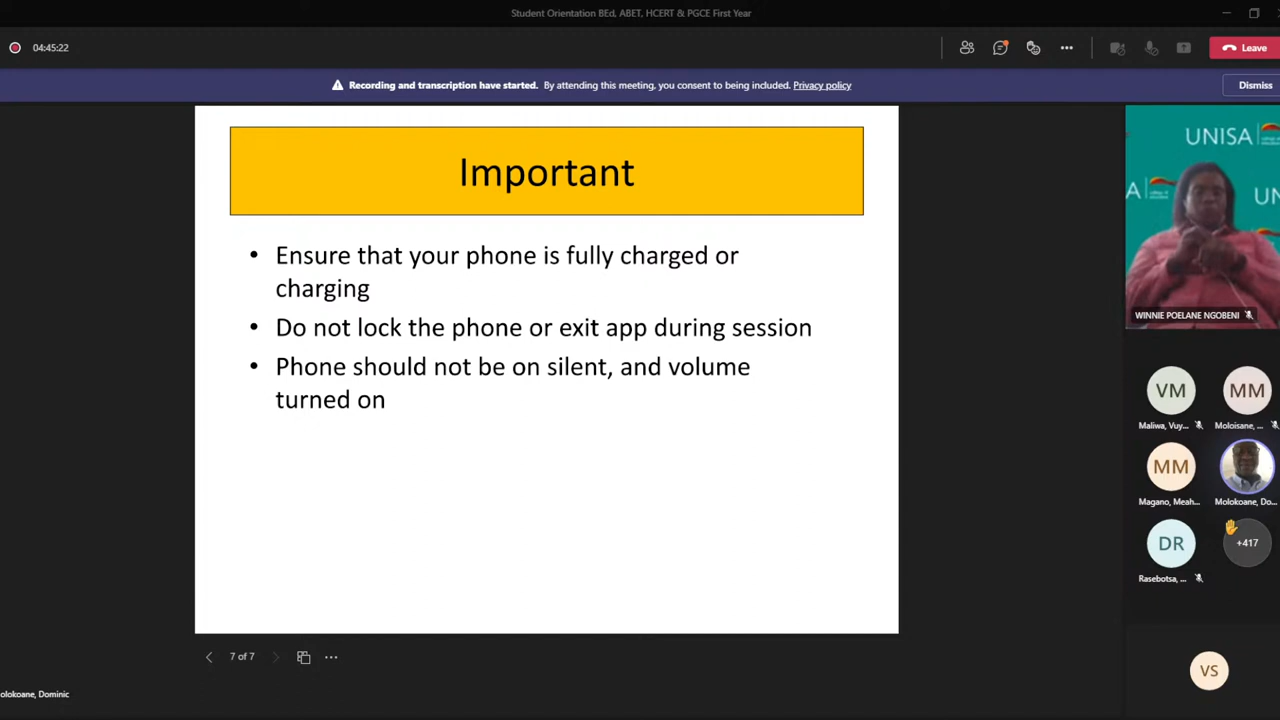 Student Orientation BEd, ABET, HCERT & PGCE First Year
04:45:22
Leave
Recording and transcription have started. By attending this meeting, you consent to being included. Privacy policy
Dismiss
Important
• Ensure that your phone is fully charged or
charging
• Do not lock the phone or exit app during session
• Phone should not be on silent, and volume
turned on
UNISA
UN
WINNIE POELANE NGOBENI
VM
MM
Maliwa, Vuy...
Moloisane, ...
MM
Magano, Meah...
Molokoane, Do...
DR
+417
Rasebotsa, ...
7 of 7
VS
olokoane, Dominic